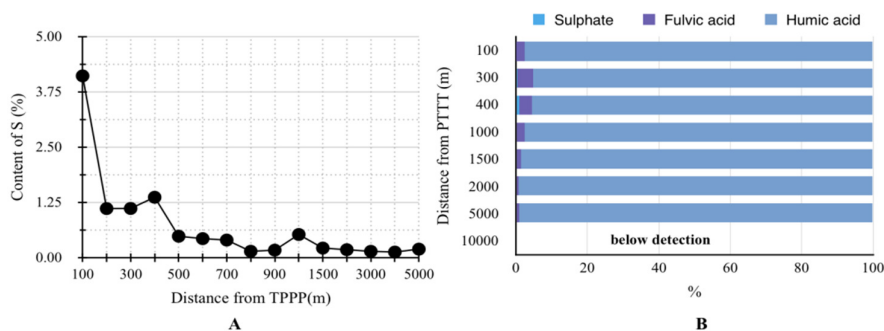 5.00
3.75
2.50
1.25
0.00
Content of S (%)
100 300 500 700 900 1500 3000 5000
Distance from TPPP(m)
A
Sulphate Fulvic acid Humic acid
100
300
400
1000
1500
2000
5000
10000 below detection
Distance from PTTT (m)
0 20 40 60 80 100
%
B